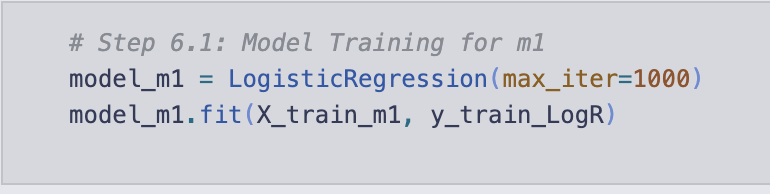 # Step 6.1: Model Training for m1
model_m1 = LogisticRegression(max_iter=1000)
model_m1.fit(X_train_m1, y_train_LogR)